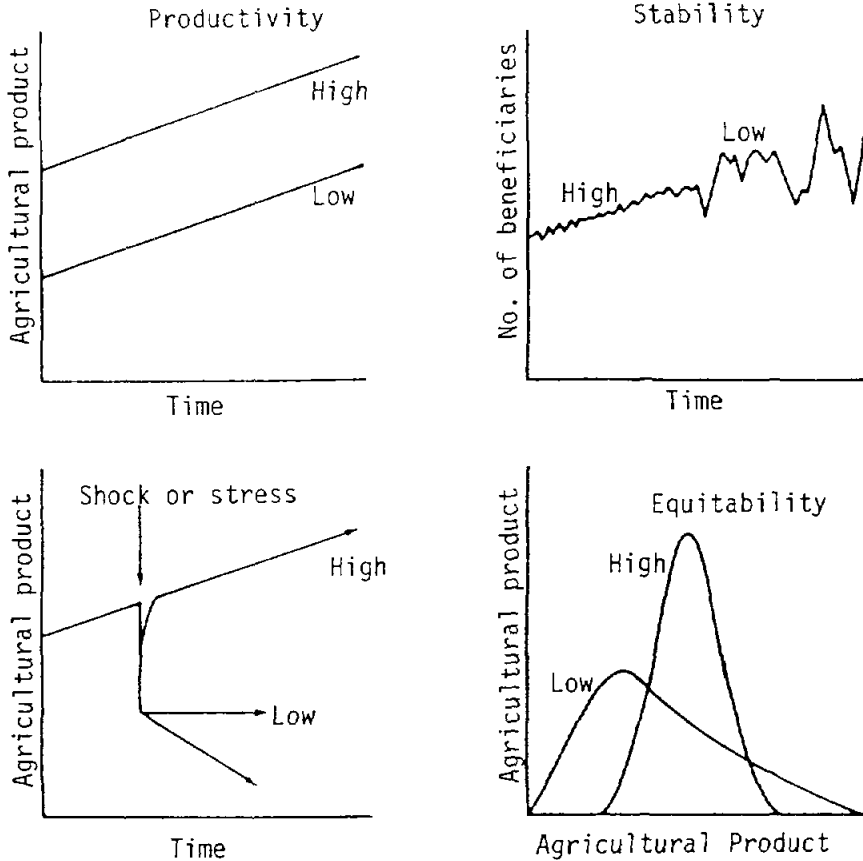 Productivity
Agricultural product
High
Low
Time
Stability
No. of beneficiaries
High
Low
Time
Shock or stress
Agricultural product
High
Low
Time
Equitability
Agricultural product
High
Low
Agricultural Product